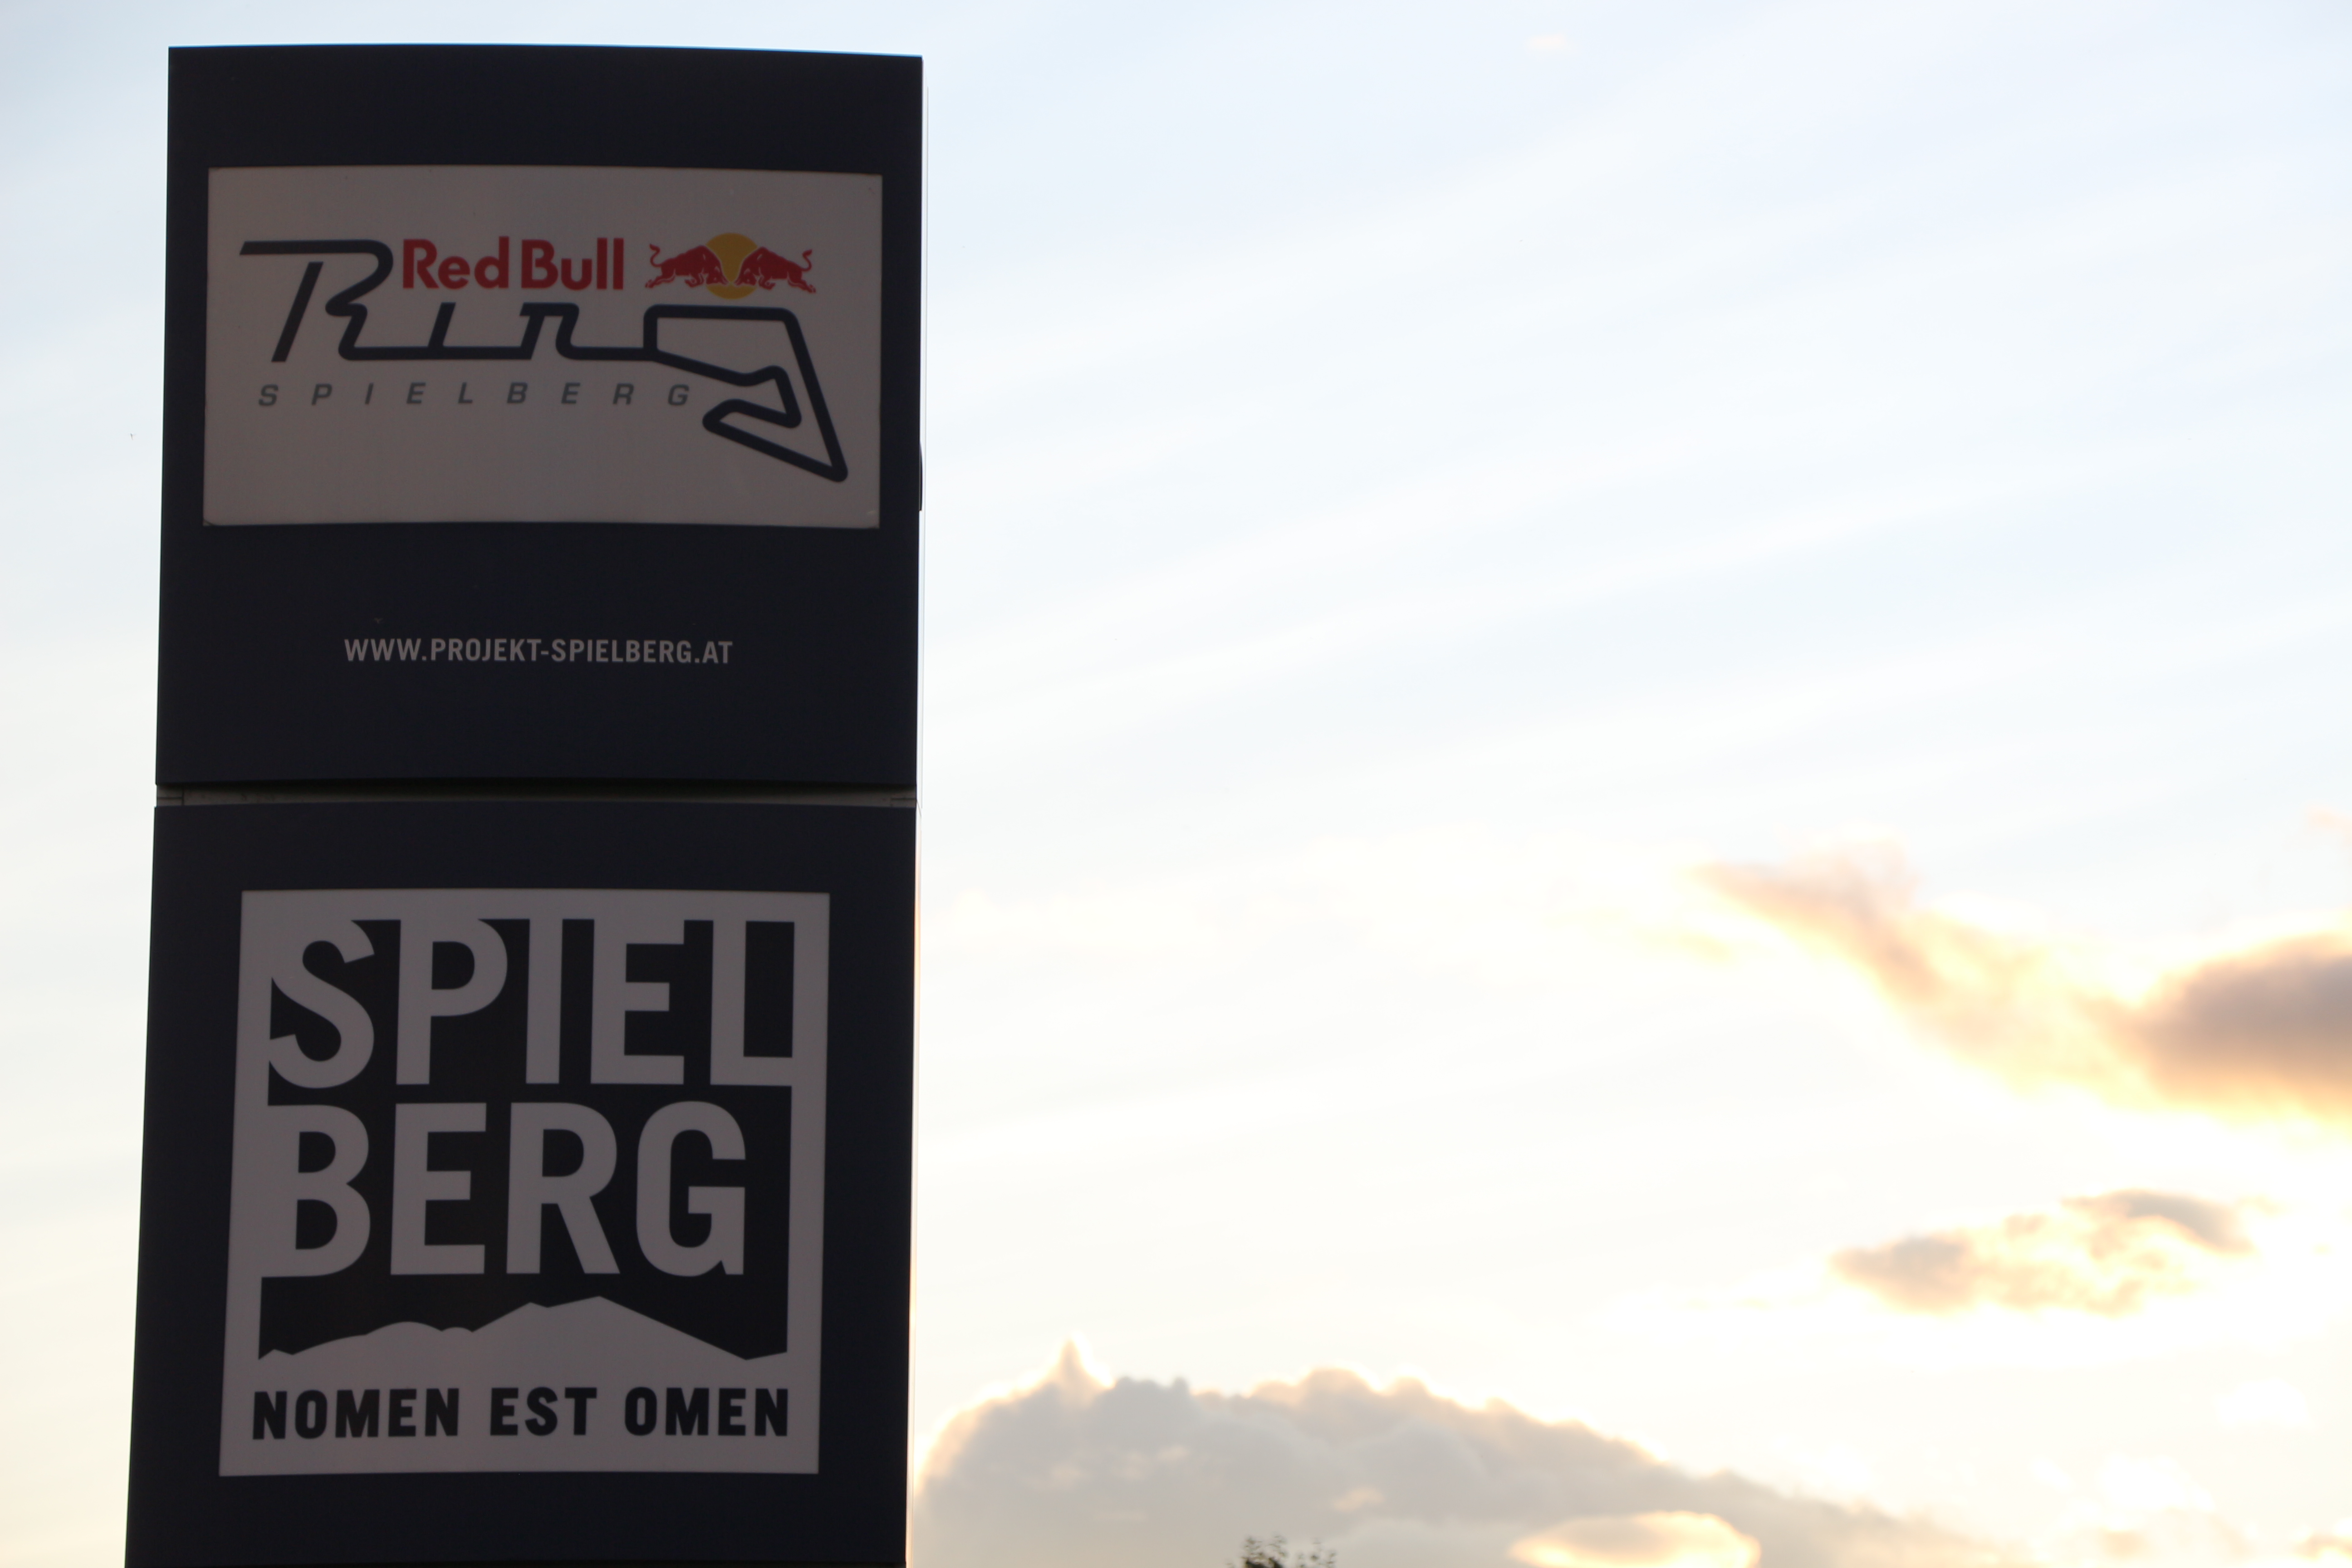 Red Bull
Ring
SPIELBERG
WWW.PROJEKT-SPIELBERG.AT
SPIEL
BERG
NOMEN EST OMEN